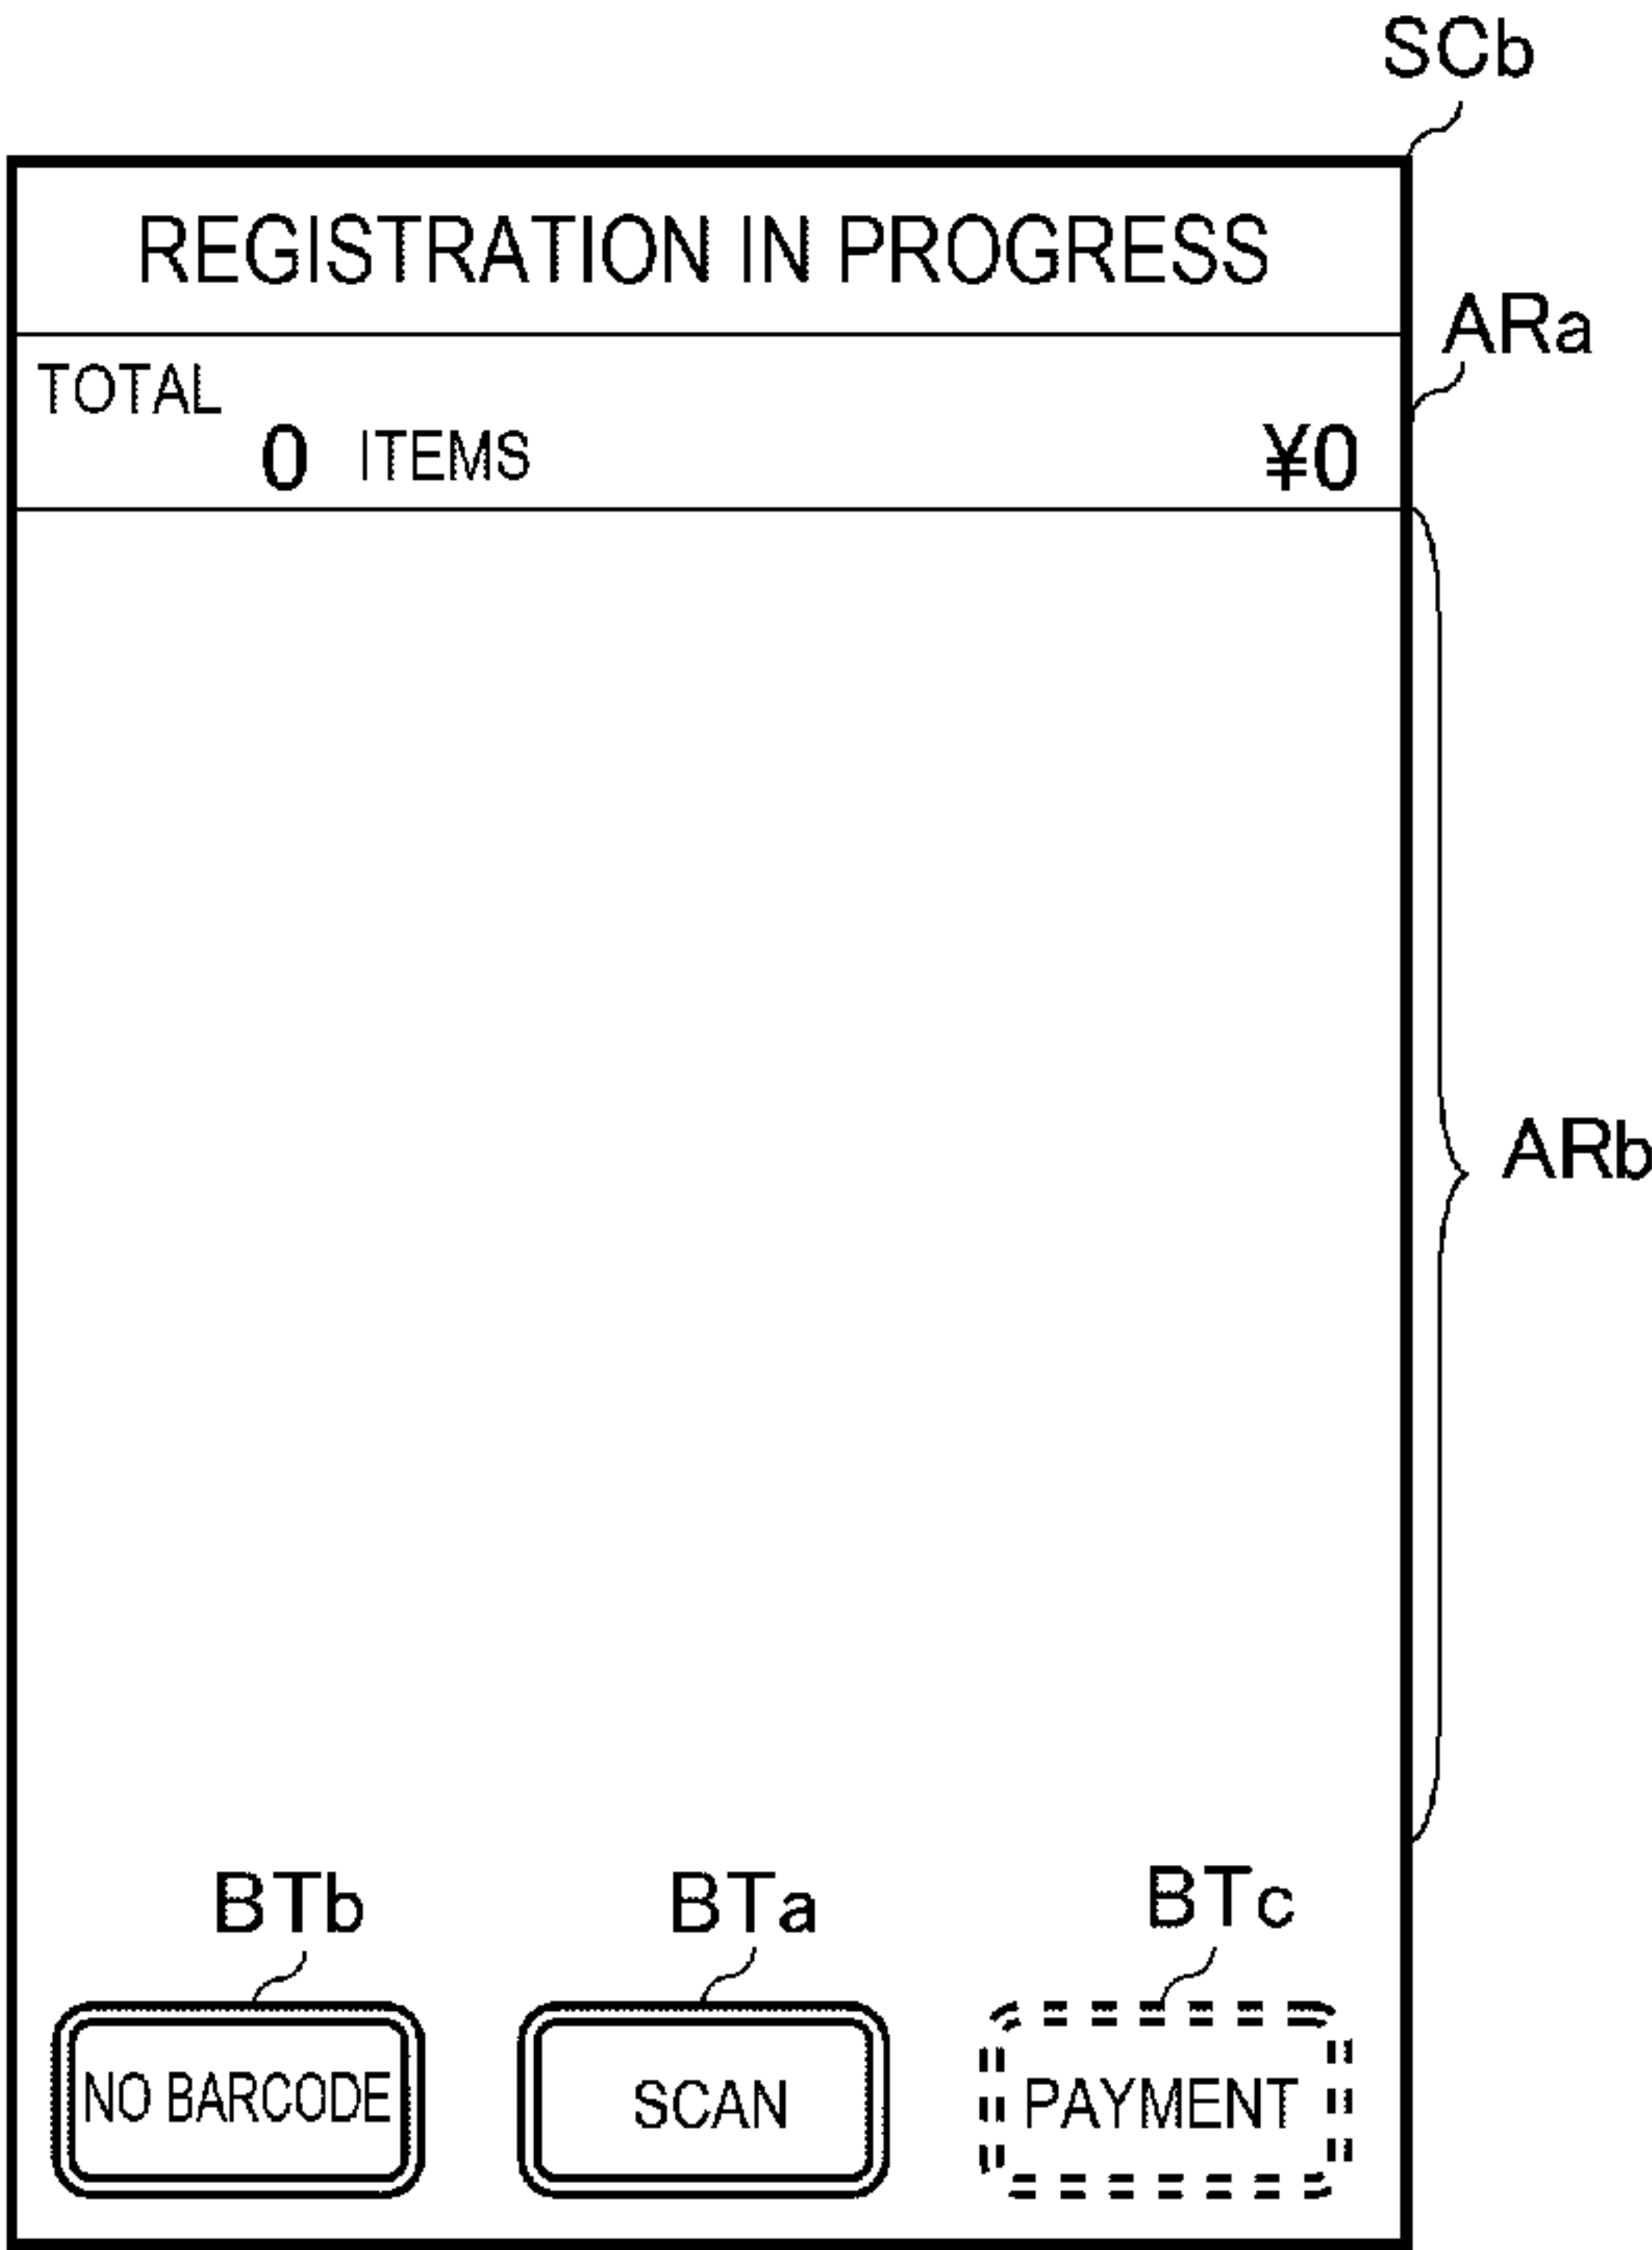 SCb
REGISTRATION IN PROGRESS
ARa
TOTAL
0 ITEMS ¥0
ARb
BTb BTa BTc
NO BARCODE SCAN PAYMENT